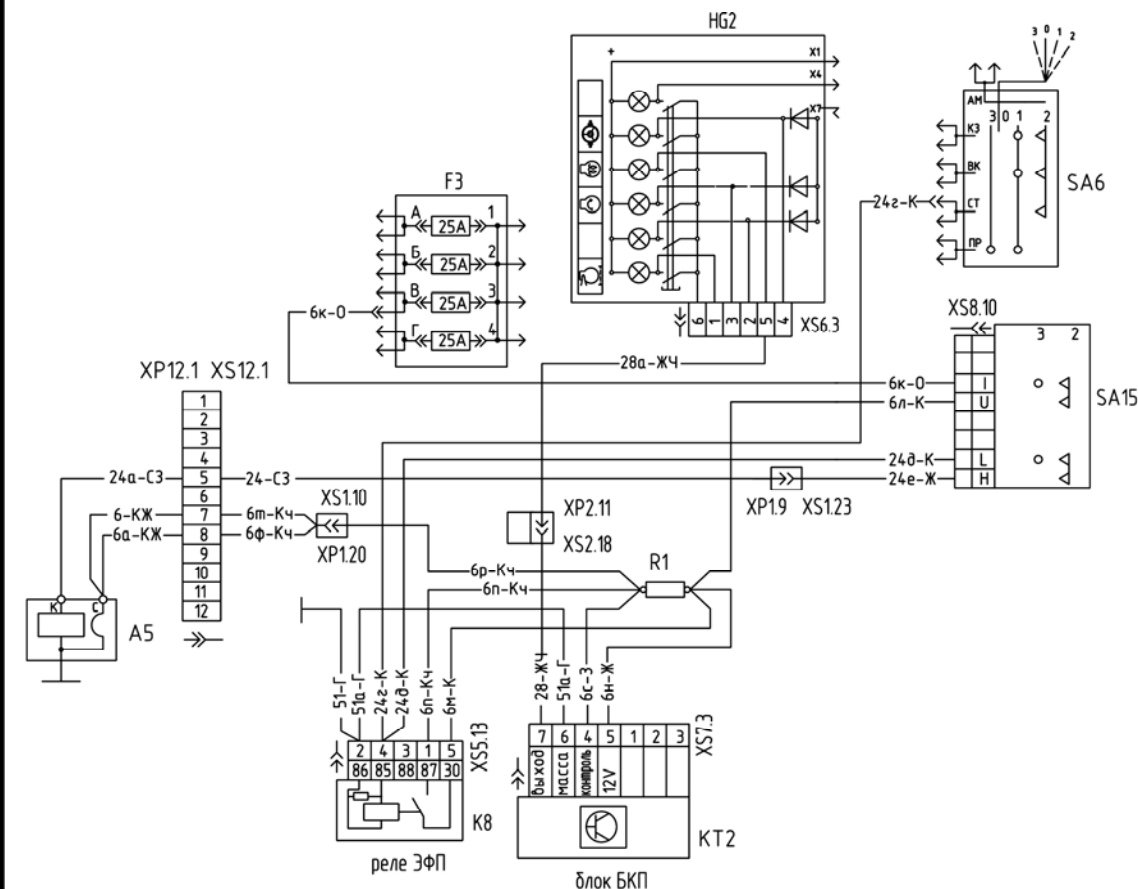 HG2
+
X1
X4
X7
3 0 1 2
АМ
3 0 1 2
КЗ
ВК
СТ
ПР
SA6
24г-К
F3
А 25А 1
Б 25А 2
В 25А 3
Г 25А 4
6к-О
6 1 3 2 5 4
XS6.3
28а-ЖЧ
XS8.10
3 2
I
U
L
H
SA15
6к-О
6л-К
24д-К
24е-Ж
XP12.1 XS12.1
1
2
3
4
5
6
7
8
9
10
11
12
24а-СЗ
24-СЗ
6-КЖ
6а-КЖ
6т-Кч
6ф-Кч
XS1.10
XP1.20
XP1.9 XS1.23
XP2.11
XS2.18
R1
6р-Кч
6п-Кч
К С
A5
51-Г
51а-Г
24г-К
24д-К
6п-Кч
6м-К
28-ЖЧ
51а-Г
6с-З
6н-Ж
XS5.13
2 4 3 1 5
86 85 88 87 30
K8
реле ЭФП
XS7.3
7 6 4 5 1 2 3
выход
масса
контроль
12V
KT2
блок БКП